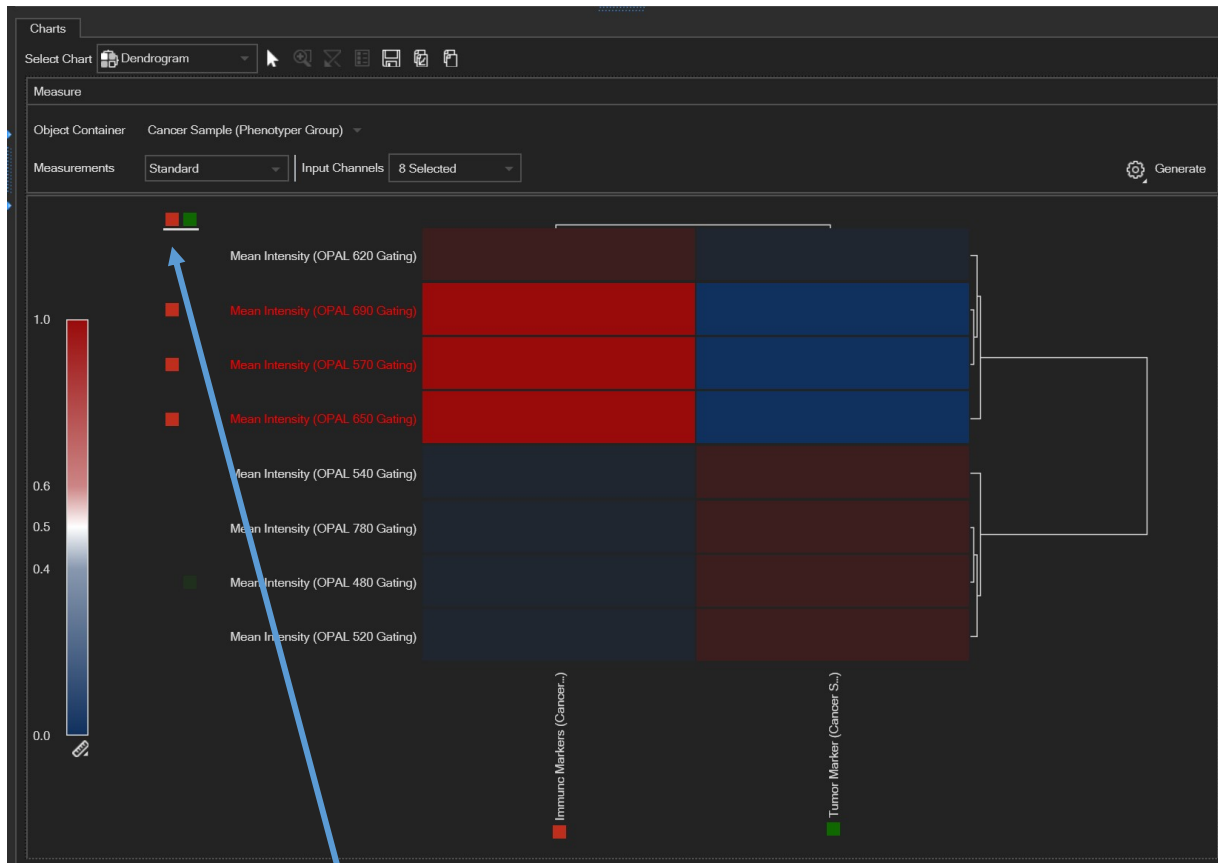 Charts
Select Chart Dendrogram
Measure
Object Container Cancer Sample (Phenotyper Group)
Measurements Standard Input Channels 8 Selected Generate
Mean Intensity (OPAL 620 Gating)
Mean Intensity (OPAL 690 Gating)
1.0
Mean Intensity (OPAL 570 Gating)
Mean Intensity (OPAL 650 Gating)
Mean Intensity (OPAL 540 Gating)
0.6
0.5
Mean Intensity (OPAL 780 Gating)
0.4
Mean Intensity (OPAL 480 Gating)
Mean Intensity (OPAL 520 Gating)
0.0
Immunc Markers (Cancer...)
Tumor Marker (Cancer S...)